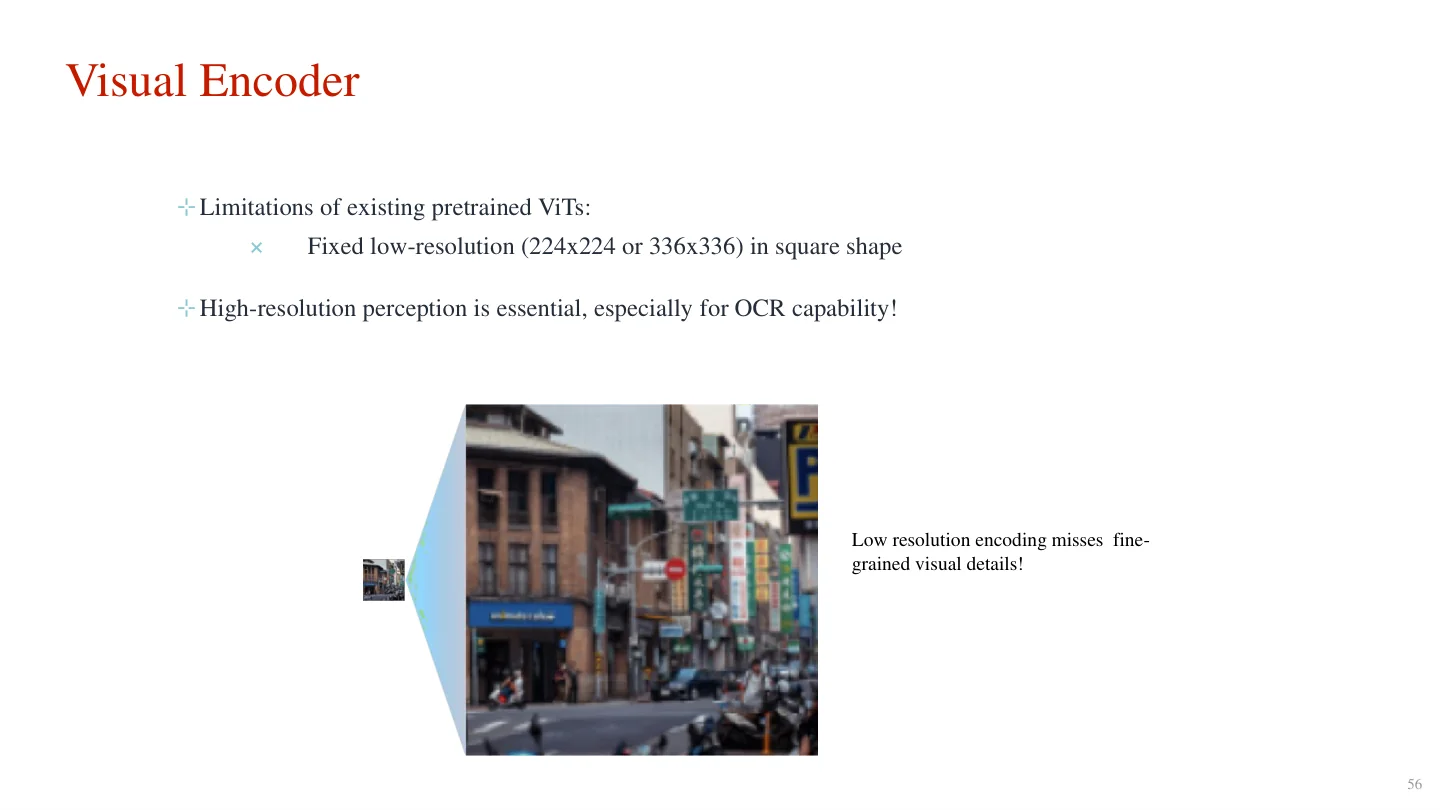 Visual Encoder
Limitations of existing pretrained ViTs:
Fixed low-resolution (224x224 or 336x336) in square shape
High-resolution perception is essential, especially for OCR capability!
Low resolution encoding misses  fine-
grained visual details!
56